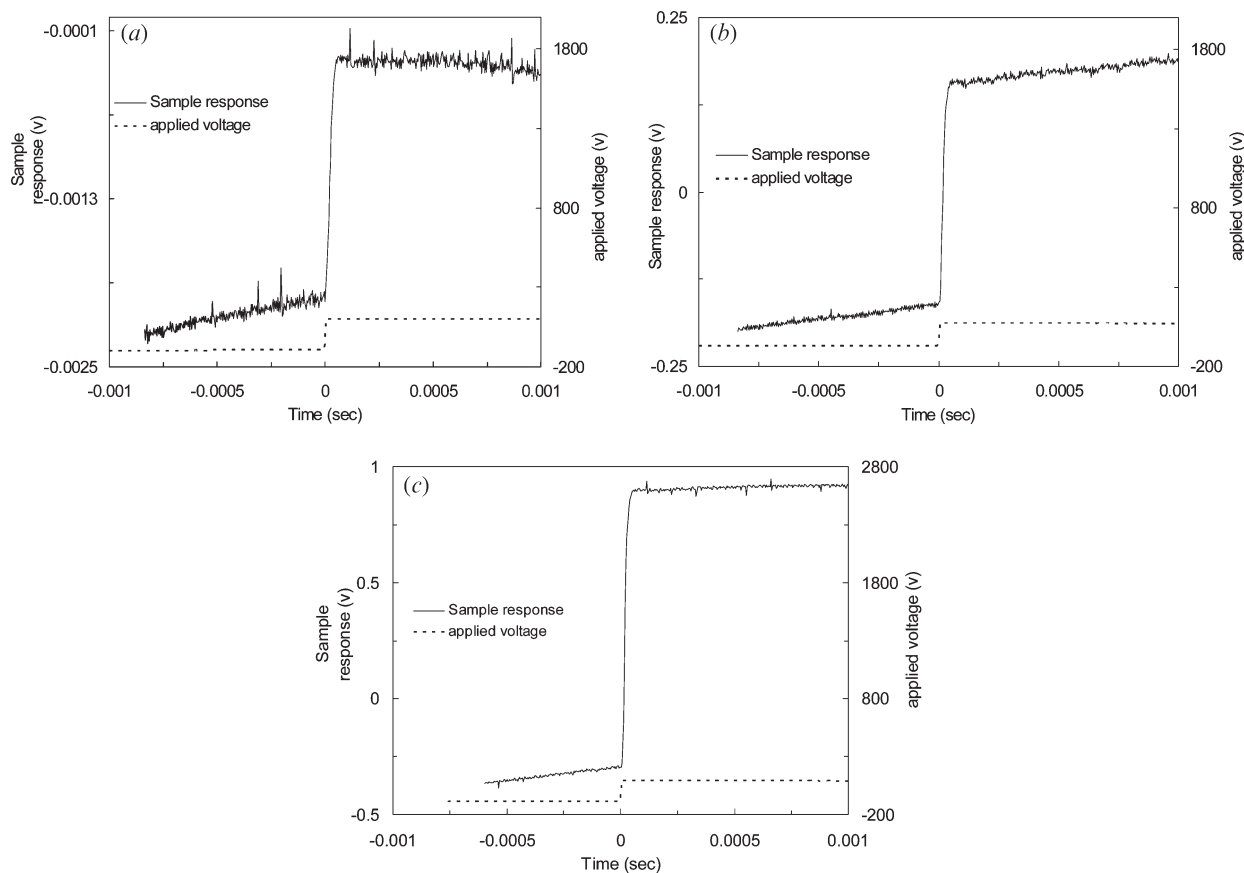 (a)
-0.0001
-0.0013
-0.0025
Sample
response (v)
1800
800
-200
applied voltage (v)
Sample response
applied voltage
-0.001
-0.0005
0
0.0005
0.001
Time (sec)
(b)
0.25
0
-0.25
Sample response (v)
1800
800
-200
applied voltage (v)
Sample response
applied voltage
-0.001
-0.0005
0
0.0005
0.001
Time (sec)
(c)
1
0.5
0
-0.5
Sample
response (v)
2800
1800
800
-200
applied voltage (v)
Sample response
applied voltage
-0.001
-0.0005
0
0.0005
0.001
Time (sec)